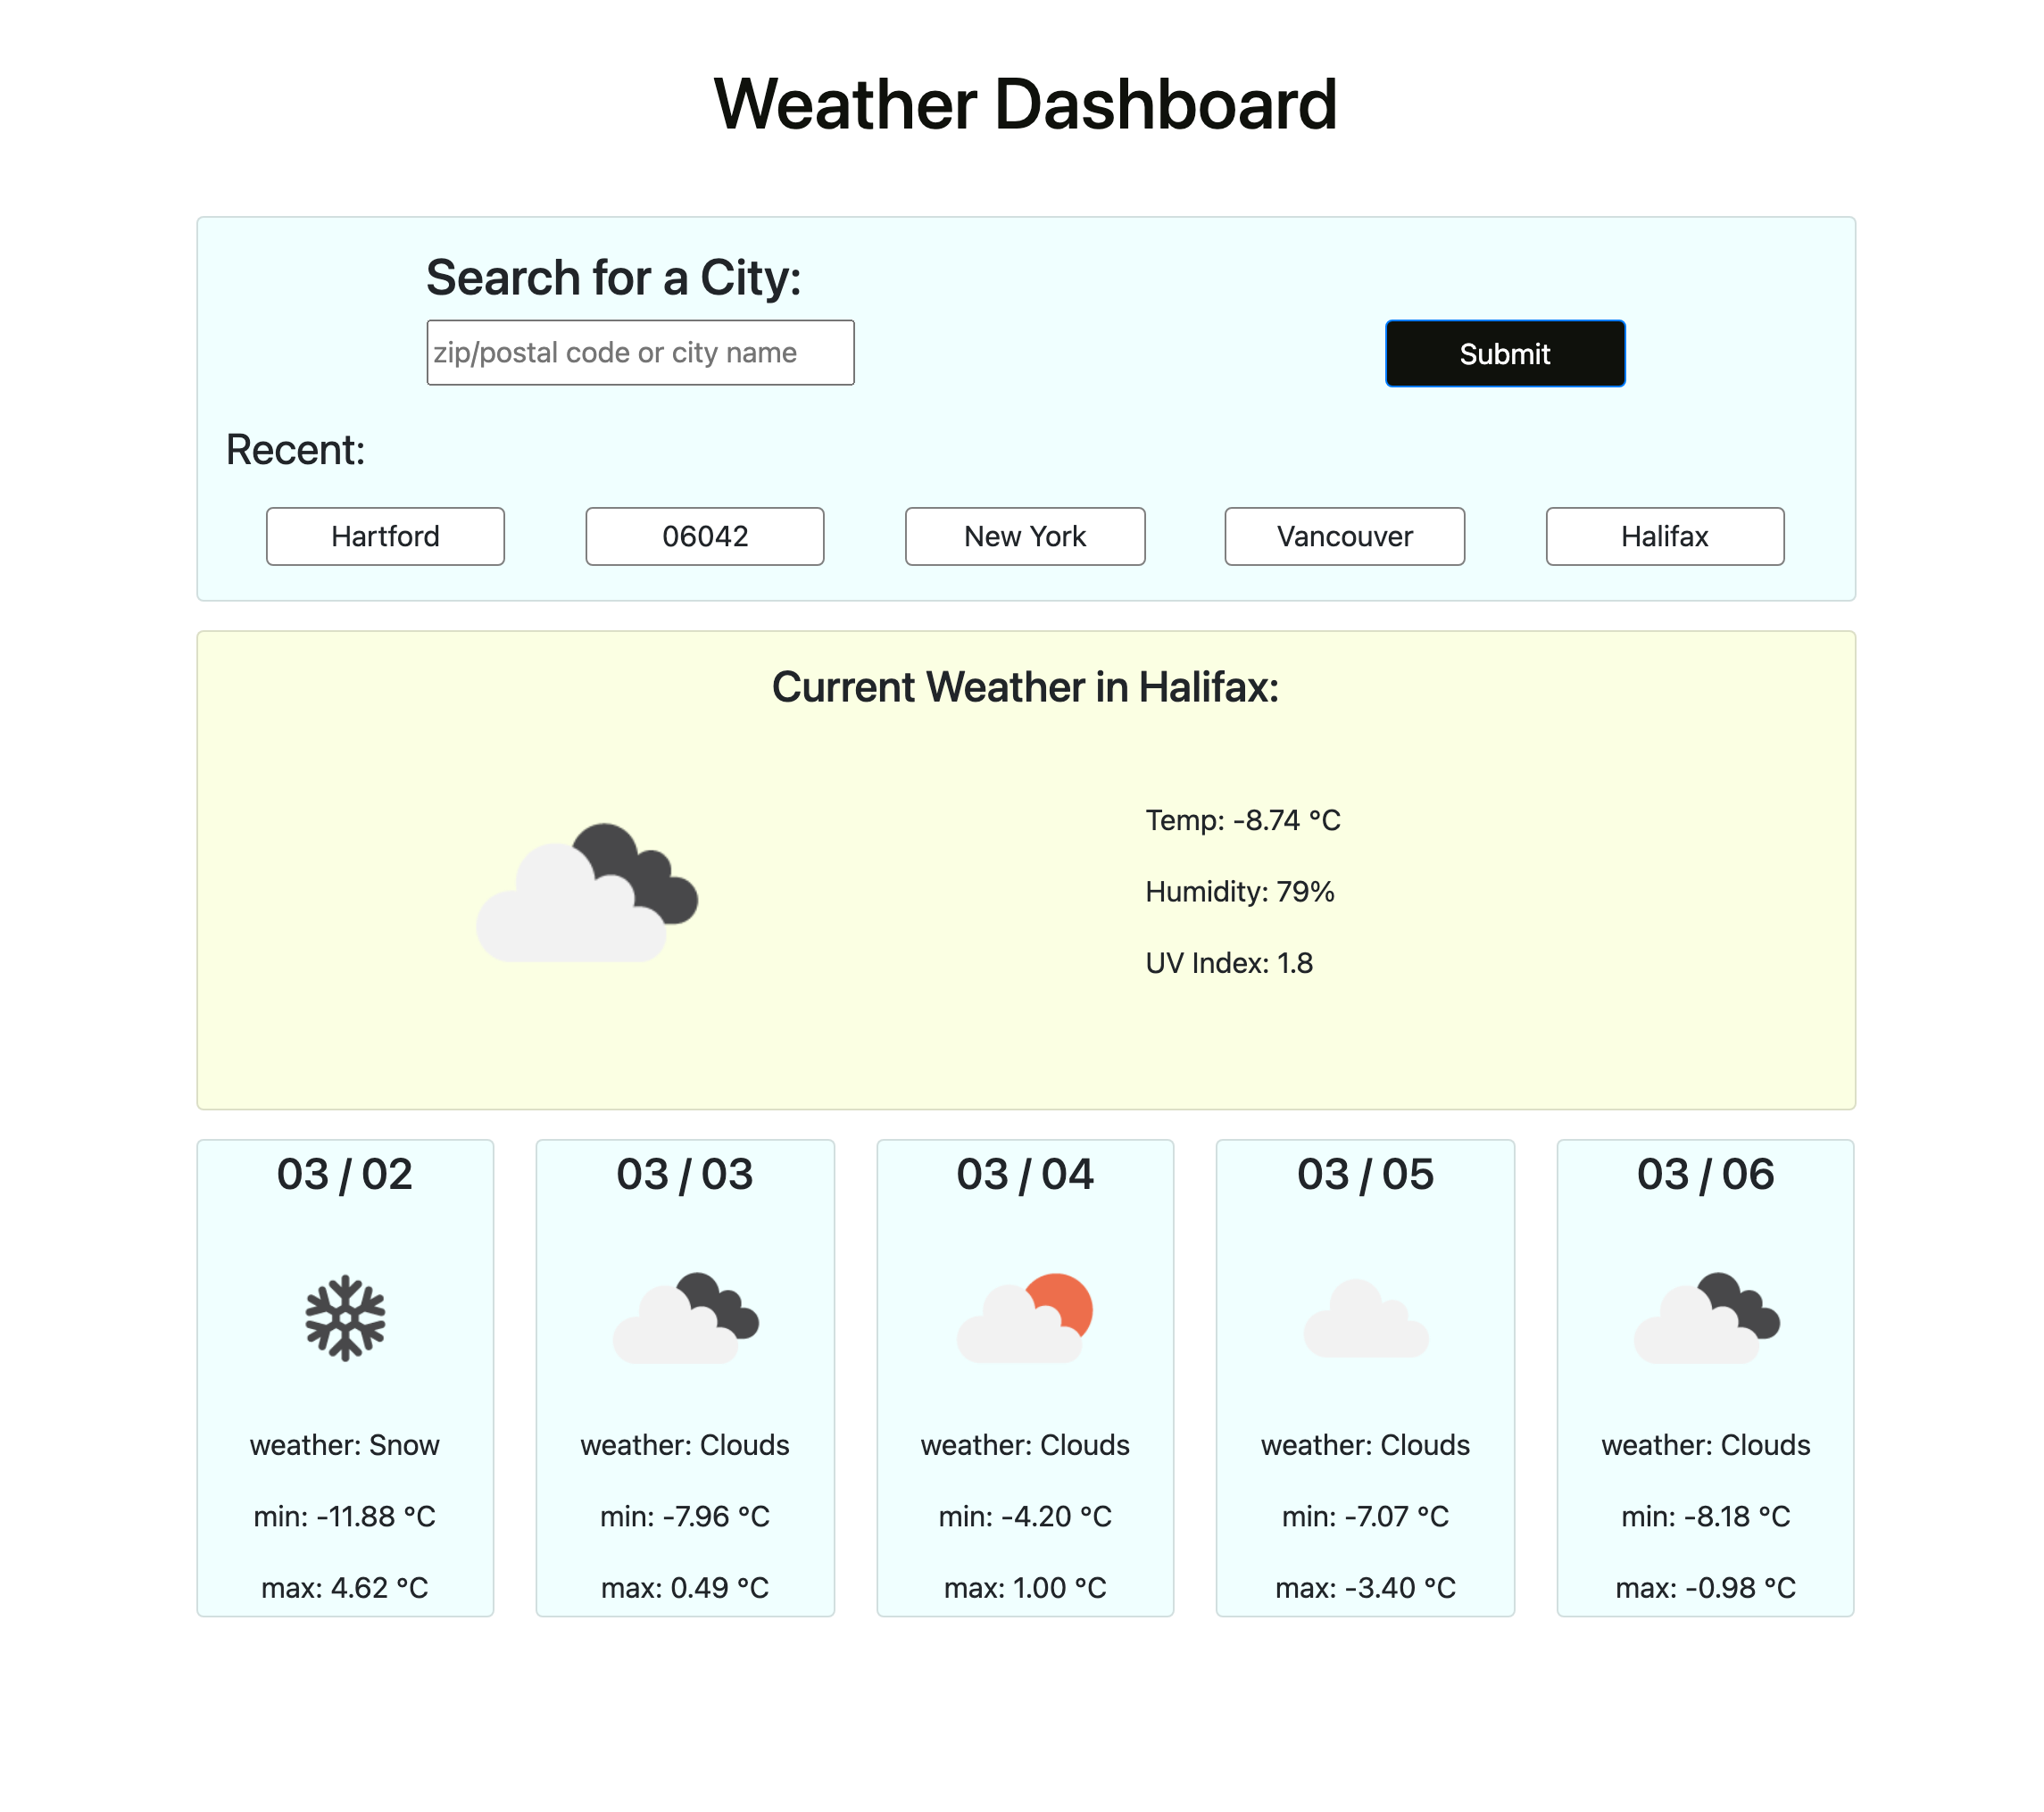 Weather Dashboard
Search for a City:
zip/postal code or city name
Submit
Recent:
Hartford
06042
New York
Vancouver
Halifax
Current Weather in Halifax:
Temp: -8.74 °C
Humidity: 79%
UV Index: 1.8
03 / 02
weather: Snow
min: -11.88 °C
max: 4.62 °C
03 / 03
weather: Clouds
min: -7.96 °C
max: 0.49 °C
03 / 04
weather: Clouds
min: -4.20 °C
max: 1.00 °C
03 / 05
weather: Clouds
min: -7.07 °C
max: -3.40 °C
03 / 06
weather: Clouds
min: -8.18 °C
max: -0.98 °C